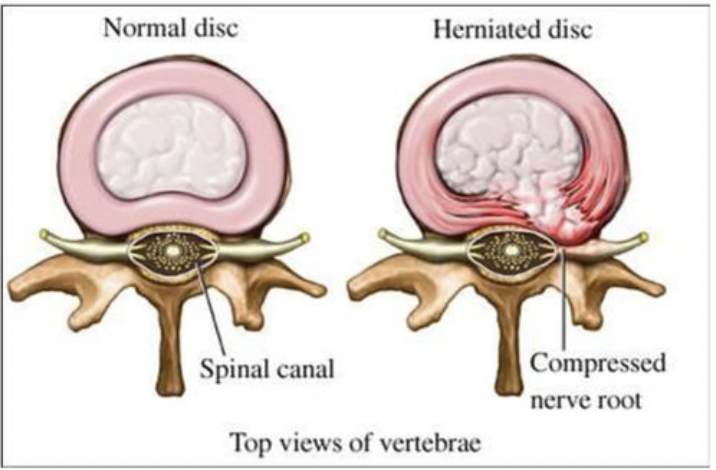 Normal disc
Herniated disc
Spinal canal
Compressed
nerve root
Top views of vertebrae